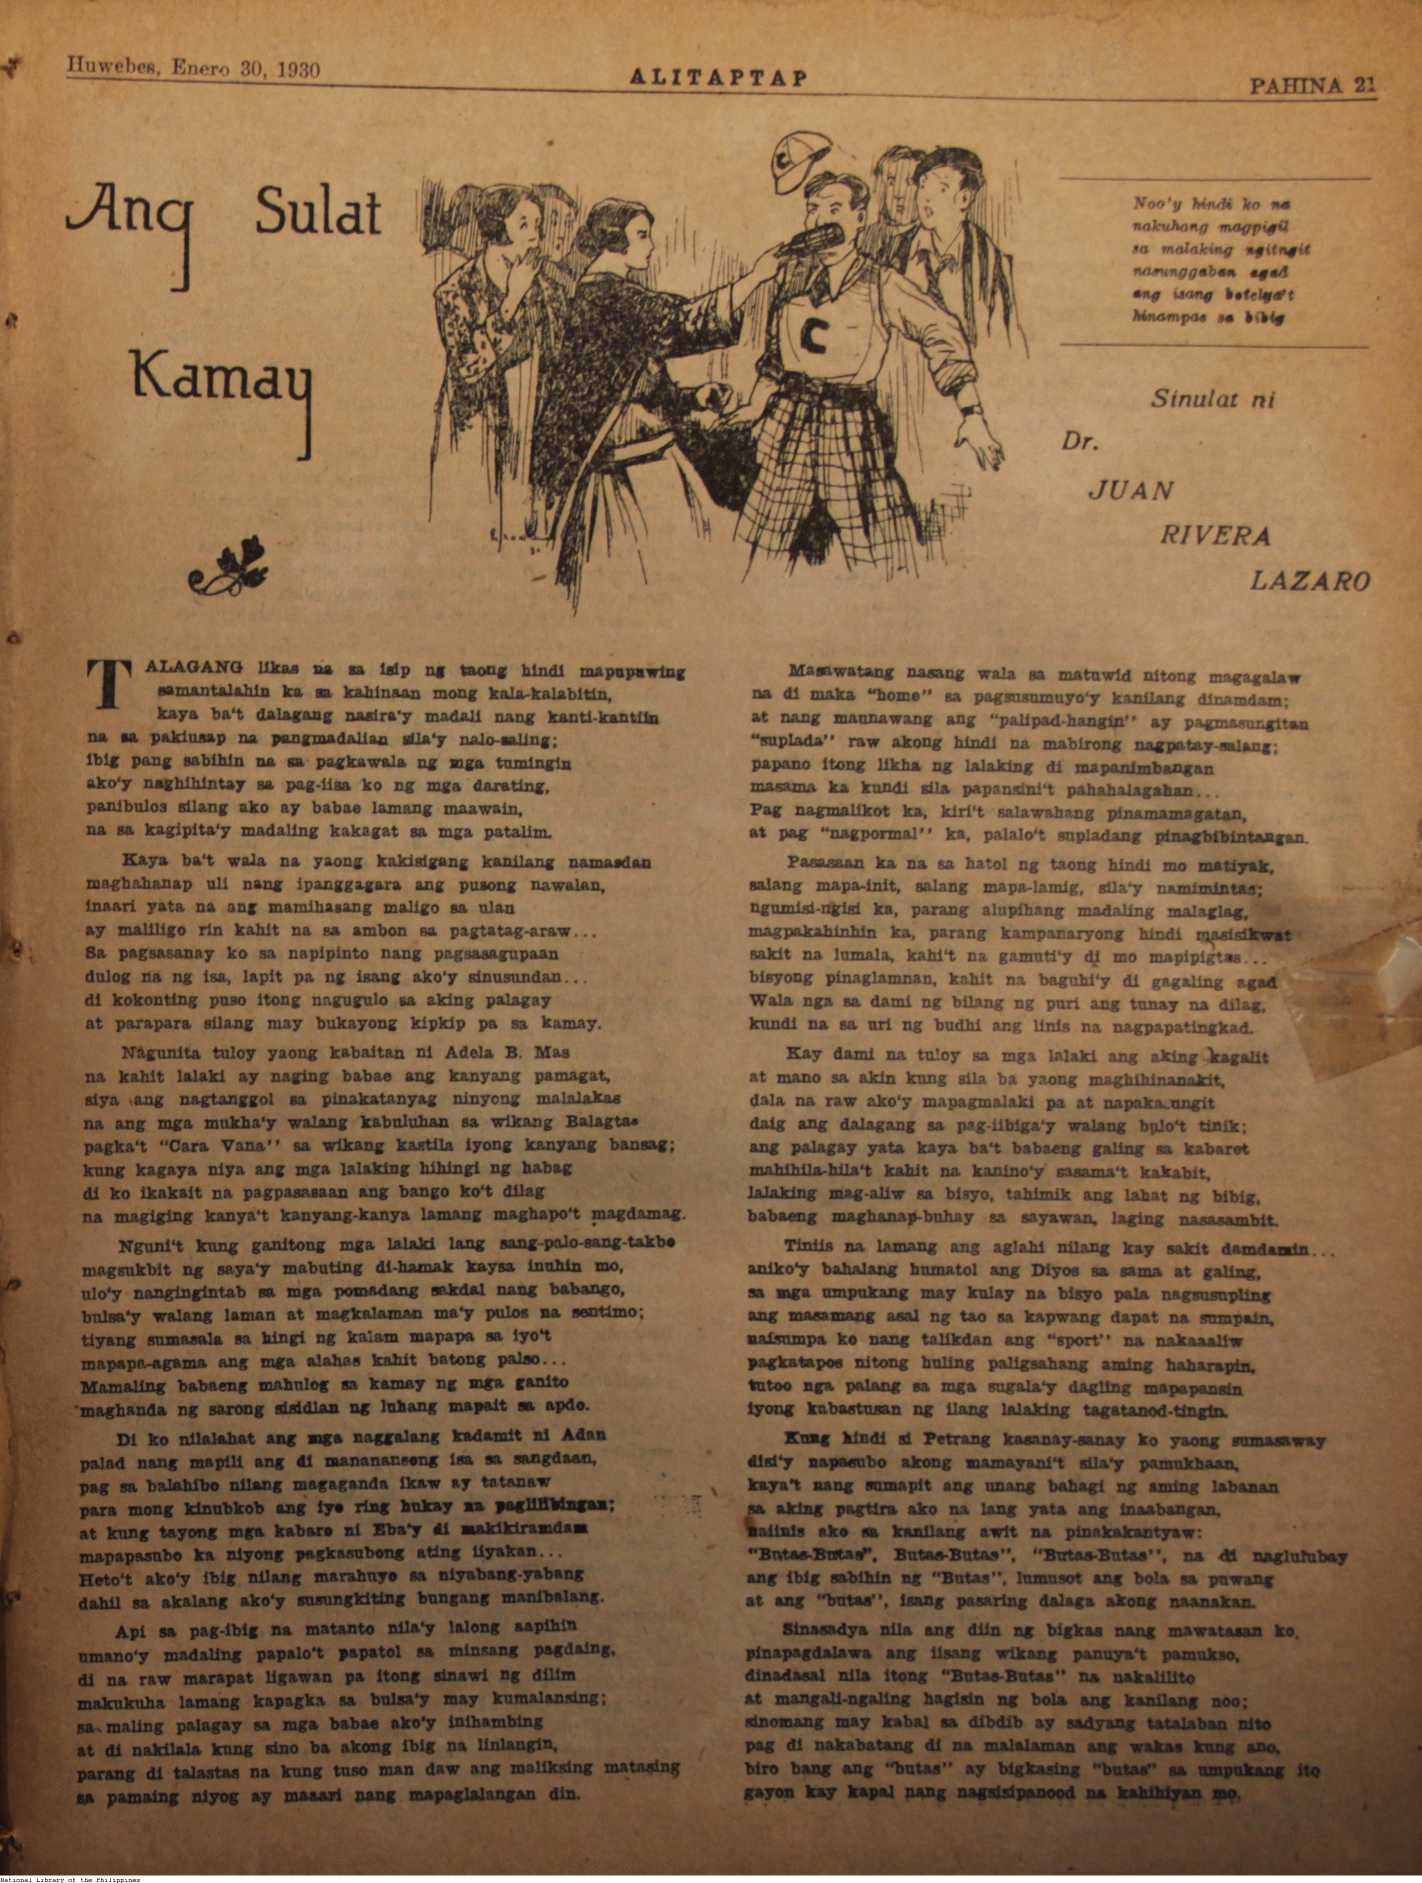 Huwebes, Enero 30, 1930
ALITAPTAP
PAHINA 21
Ang Sulat
Kamay
C
C
Noo'y hindi ko na
nakuhang magpigil
sa malaking ngitngit
nasunggaban agad
ang isang botelya't
hinampas sa bibig
Sinulat ni
Dr.
JUAN
RIVERA
LAZARO
TALAGANG likas na sa isip ng taong hindi mapupuwing
samantalahin ka sa kahinaan mong kala-kalabitin,
kaya ba't dalagang nasira'y madali nang kanti-kantiin
na sa pakiusap na pangmadalian sila'y nalo-saling;
ibig pang sabihin na sa pagkawala ng mga tumingin
ako'y naghihintay sa pag-iisa ko ng mga darating,
panibulos silang ako ay babae lamang maawain,
na sa kagipita'y madaling kakagat sa mga patalim.
Kaya ba't wala na yaong kakisigang kanilang namasdan
maghahanap uli nang ipanggagara ang pusong nawalan,
inaari yata na ang mamihasang maligo sa ulan
ay maliligo rin kahit na sa ambon sa pagtatag-araw...
Sa pagsasanay ko sa napipinto nang pagsasagupaan
dulog na ng isa, lapit pa ng isang ako'y sinusundan...
di kokonting puso itong nagugulo sa aking palagay
at parapara silang may bukayong kipkip pa sa kamay.
Nagunita tuloy yaong kabaitan ni Adela B. Mas
na kahit lalaki ay naging babae ang kanyang pamagat,
siya ang nagtanggol sa pinakatanyag ninyong malalakas
na ang mga mukha'y walang kabuluhan sa wikang Balagtas
pagka't "Cara Vana" sa wikang kastila iyong kanyang bansag;
kung kagaya niya ang mga lalaking hihingi ng habag
di ko ikakait na pagpasasaan ang bango ko't dilag
na magiging kanya't kanyang-kanya lamang maghapo't magdamag.
Nguni't kung ganitong mga lalaki lang sang-palo-sang-takbo
magsukbit ng saya'y mabuting di-hamak kaysa inuhin mo,
ulo'y nangingintab sa mga pomadang sakdal nang babango,
bulsa'y walang laman at magkalaman ma'y pulos na sentimo;
tiyang sumasala sa hingi ng kalam mapapa sa iyo't
mapapa-agama ang mga alahas kahit batong palso...
Mamaling babaeng mahulog sa kamay ng mga ganito
maghanda ng sarong sisidlan ng luhang mapait sa apdo.
Di ko nilalahat ang mga naggalang kadamit ni Adan
palad nang mapili ang di mananansong isa sa sangdaan,
pag sa balahibo nilang magaganda ikaw ay tatanaw
para mong kinubkob ang iyo ring hukay na paglilibingan;
at kung tayong mga kabaro ni Eba'y di makikiramdam
mapapasubo ka niyong pagkasubong ating iiyakan...
Heto't ako'y ibig nilang marahuyo sa niyabang-yabang
dahil sa akalang ako'y susungkiting bungang manibalang.
Api sa pag-ibig na matanto nila'y lalong aapihin
umano'y madaling papalo't papatol sa minsang pagdaing,
di na raw marapat ligawan pa itong sinawi ng dilim
makukuha lamang kapagka sa bulsa'y may kumalansing;
sa maling palagay sa mga babae ako'y inihambing
at di nakilala kung sino ba akong ibig na linlangin,
parang di talastas na kung tuso man daw ang maliksing matasing
sa pamaing niyog ay maaari nang mapaglalangan din.
Masawatang nasang wala sa matuwid nitong magagalaw
na di maka "home" sa pagsusumuyo'y kanilang dinamdam;
at nang maunawang ang "palipad-hangin" ay pagmasungitan
"suplada" raw akong hindi na mabirong nagpatay-salang;
papano itong likha ng lalaking di mapanimbangan
masama ka kundi sila papansini't pahahalagahan...
Pag nagmalikot ka, kiri't salawahang pinamamagatan,
at pag "nagpormal" ka, palalo't supladang pinagbibintangan.
Pasasaan ka na sa hatol ng taong hindi mo matiyak,
salang mapa-init, salang mapa-lamig, sila'y namimintas;
ngumisi-ngisi ka, parang alupihang madaling malaglag,
magpakahinhin ka, parang kampanaryong hindi masisikwat
sakit na lumala, kahi't na gamuti'y di mo mapipigtas...
bisyong pinaglamnan, kahit na baguhi'y di gagaling agad
Wala nga sa dami ng bilang ng puri ang tunay na dilag,
kundi na sa uri ng budhi ang linis na nagpapatingkad.
Kay dami na tuloy sa mga lalaki ang aking kagalit
at mano sa akin kung sila ba yaong maghihinanakit,
dala na raw ako'y mapagmalaki pa at napakasungit
daig ang dalagang sa pag-iibiga'y walang bulo't tinik;
ang palagay yata kaya ba't babaeng galing sa kabaret
mahihila-hila't kahit na kanino'y sasama't kakabit,
lalaking mag-aliw sa bisyo, tahimik ang lahat ng bibig,
babaeng maghanap-buhay sa sayawan, laging nasasambit.
Tiniis na lamang ang aglahi nilang kay sakit damdamin...
aniko'y bahalang humatol ang Diyos sa sama at galing,
sa mga umpukang may kulay na bisyo pala nagsusupling
ang masamang asal ng tao sa kapwang dapat na sumpain,
naisumpa ko nang talikdan ang "sport" na nakaaaliw
pagkatapos nitong huling paligsahang aming haharapin,
tutoo nga palang sa mga sugala'y dagling mapapansin
iyong kabastusan ng ilang lalaking tagatanod-tingin.
Kung hindi si Petrang kasanay-sanay ko yaong sumasaway
disi'y napasubo akong mamayani't sila'y pamukhaan,
kaya't nang sumapit ang unang bahagi ng aming labanan
sa aking pagtira ako na lang yata ang inaabangan,
naiinis ako sa kanilang awit na pinakakantyaw:
"Butas-Butas", Butas-Butas", "Butas-Butas", na di naglulubay
ang ibig sabihin ng "Butas", lumusot ang bola sa puwang
at ang "butas", isang pasaring dalaga akong naanakan.
Sinasadya nila ang diin ng bigkas nang mawatasan ko,
pinapagdalawa ang iisang wikang panuya't pamukso,
dinadasal nila itong "Butas-Butas" na nakalilito
at mangali-ngaling hagisin ng bola ang kanilang noo;
sinomang may kabal sa dibdib ay sadyang tatalaban nito
pag di nakabatang di na malalaman ang wakas kung ano,
biro bang ang "butas" ay bigkasing "butas" sa umpukang ito
gayon kay kapal nang nagsisipanood na kahihiyan mo.
National Library of the Philippines